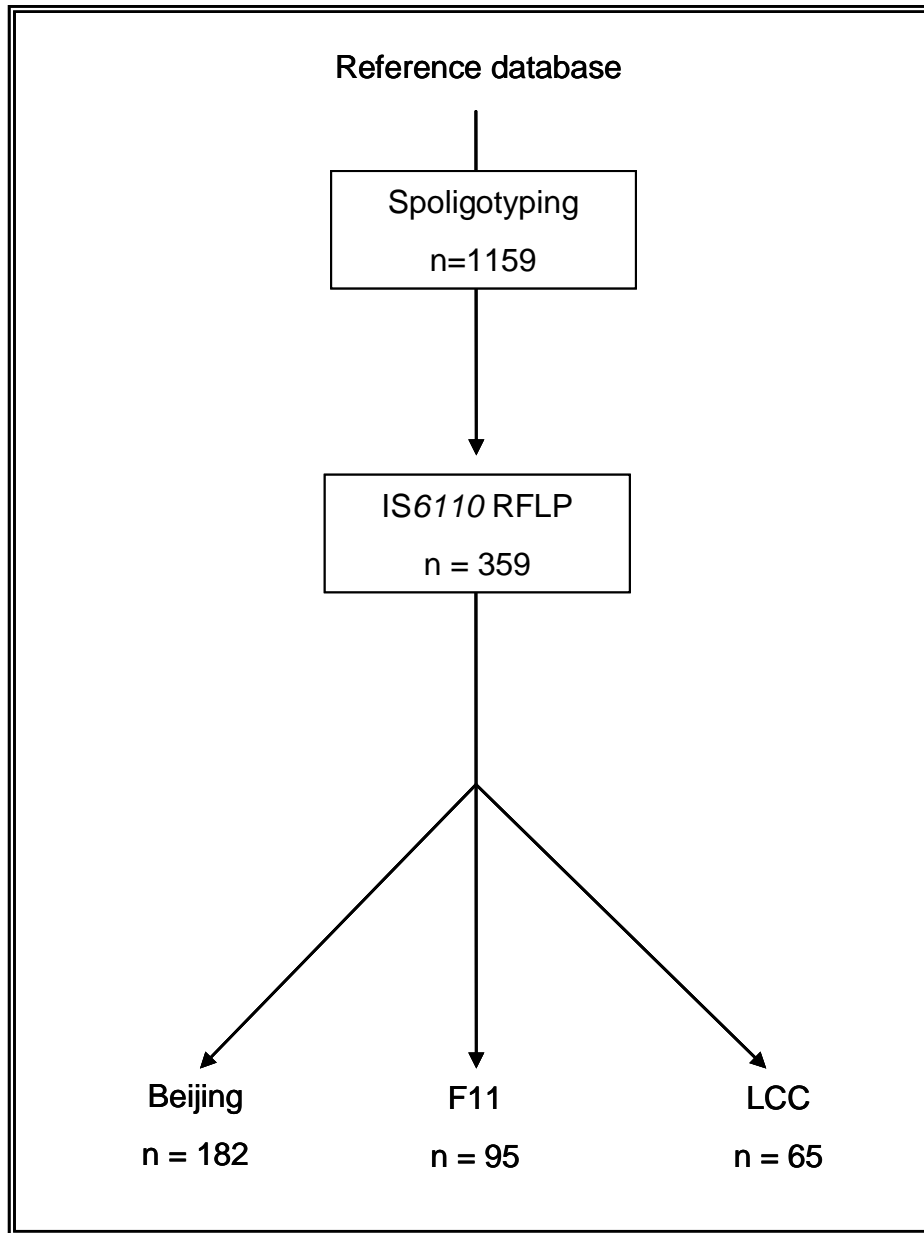 Reference database
Spoligotyping
n=1159
IS6110 RFLP
n = 359
Beijing
F11
LCC
n = 182
n = 95
n = 65